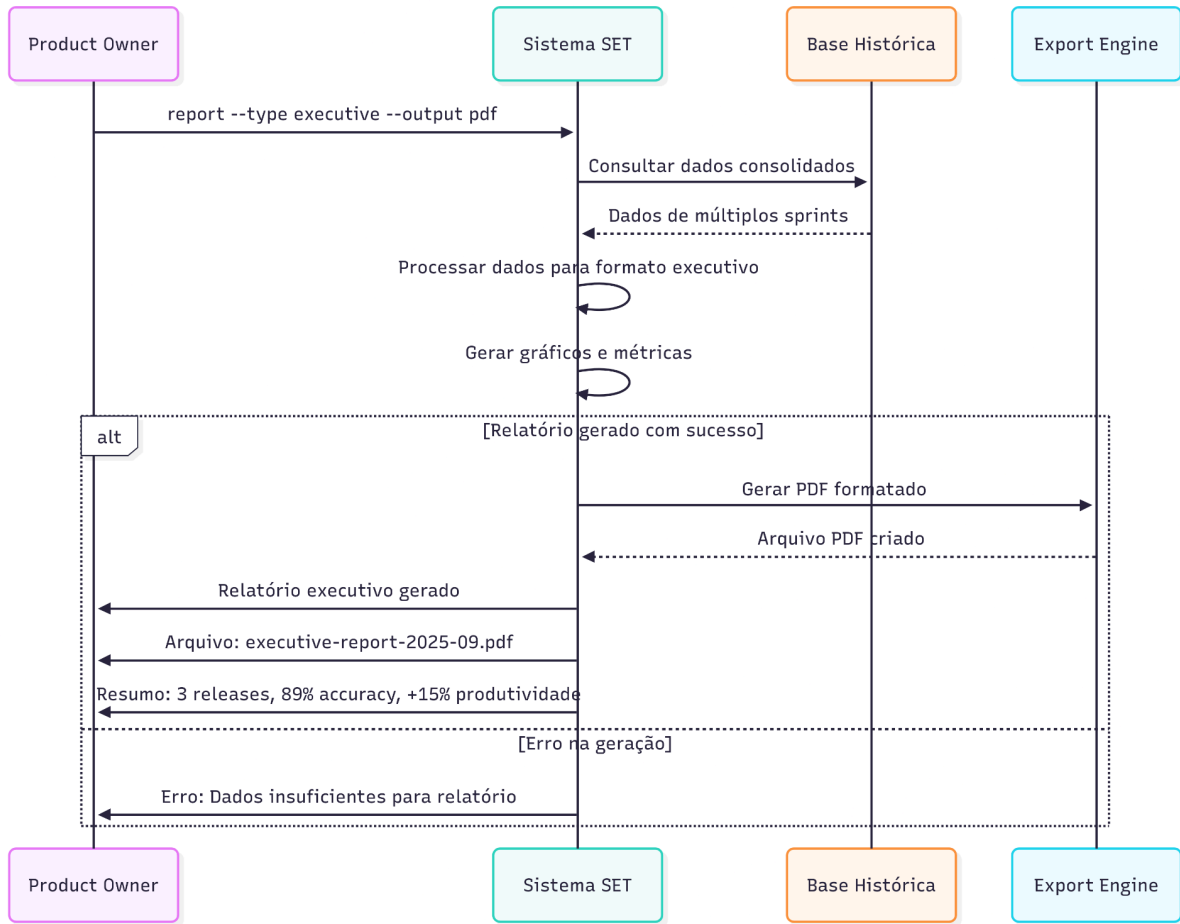 Product Owner
Sistema SET
Base Histórica
Export Engine
report --type executive --output pdf
Consultar dados consolidados
Dados de múltiplos sprints
Processar dados para formato executivo
Gerar gráficos e métricas
alt
[Relatório gerado com sucesso]
Gerar PDF formatado
Arquivo PDF criado
Relatório executivo gerado
Arquivo: executive-report-2025-09.pdf
Resumo: 3 releases, 89% accuracy, +15% produtividade
[Erro na geração]
Erro: Dados insuficientes para relatório
Product Owner
Sistema SET
Base Histórica
Export Engine